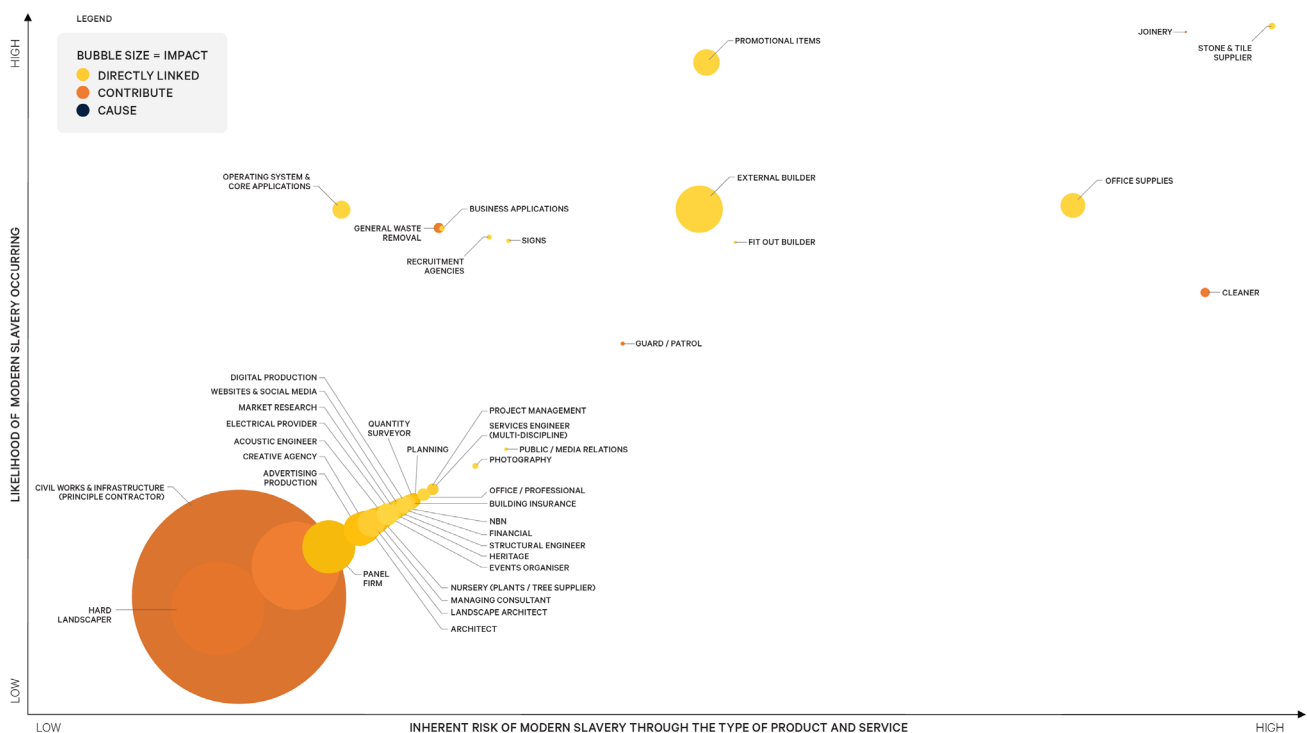 LEGEND
BUBBLE SIZE = IMPACT
DIRECTLY LINKED
CONTRIBUTE
CAUSE
HIGH
LIKELIHOOD OF MODERN SLAVERY OCCURRING
LOW
PROMOTIONAL ITEMS
JOINERY
STONE & TILE
SUPPLIER
OPERATING SYSTEM &
CORE APPLICATIONS
EXTERNAL BUILDER
OFFICE SUPPLIES
BUSINESS APPLICATIONS
GENERAL WASTE
REMOVAL
SIGNS
FIT OUT BUILDER
RECRUITMENT
AGENCIES
CLEANER
GUARD / PATROL
DIGITAL PRODUCTION
WEBSITES & SOCIAL MEDIA
MARKET RESEARCH
ELECTRICAL PROVIDER
ACOUSTIC ENGINEER
CREATIVE AGENCY
ADVERTISING
PRODUCTION
QUANTITY
SURVEYOR
PLANNING
PROJECT MANAGEMENT
SERVICES ENGINEER
(MULTI-DISCIPLINE)
PUBLIC / MEDIA RELATIONS
PHOTOGRAPHY
CIVIL WORKS & INFRASTRUCTURE
(PRINCIPLE CONTRACTOR)
OFFICE / PROFESSIONAL
BUILDING INSURANCE
NBN
FINANCIAL
STRUCTURAL ENGINEER
HERITAGE
EVENTS ORGANISER
PANEL
FIRM
NURSERY (PLANTS / TREE SUPPLIER)
MANAGING CONSULTANT
LANDSCAPE ARCHITECT
ARCHITECT
HARD
LANDSCAPER
LOW
INHERENT RISK OF MODERN SLAVERY THROUGH THE TYPE OF PRODUCT AND SERVICE
HIGH